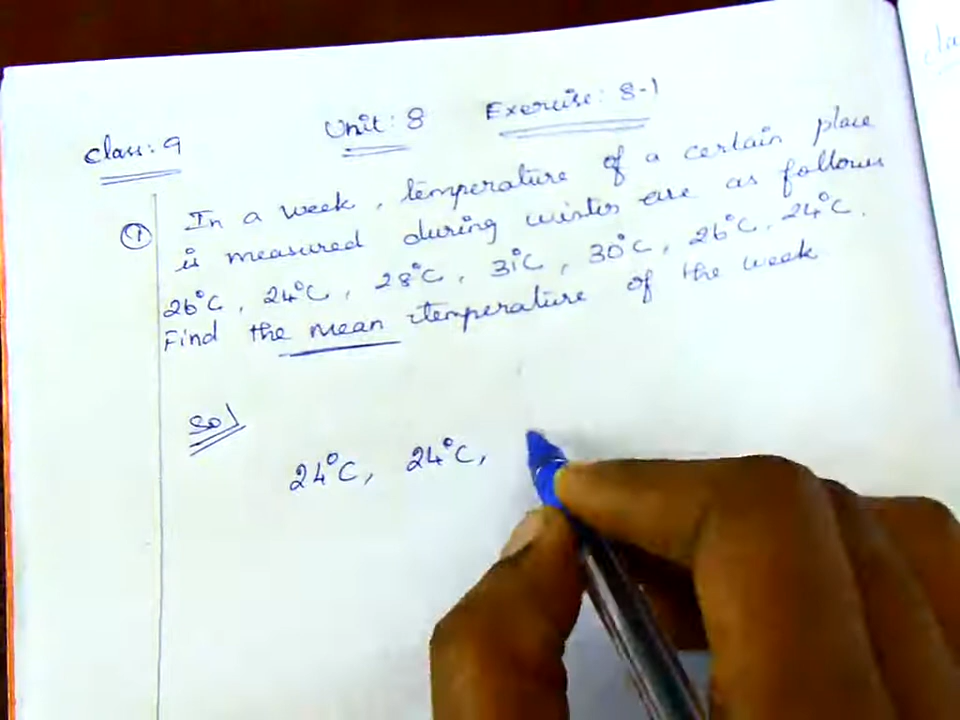 class: 9 Unit: 8 Exercise: 8-1
① In a week, temperature of a certain place
is measured during winter are as follows
26°C, 24°C, 28°C, 31°C, 30°C, 26°C, 24°C.
Find the mean temperature of the week
Sol
24°C, 24°C,